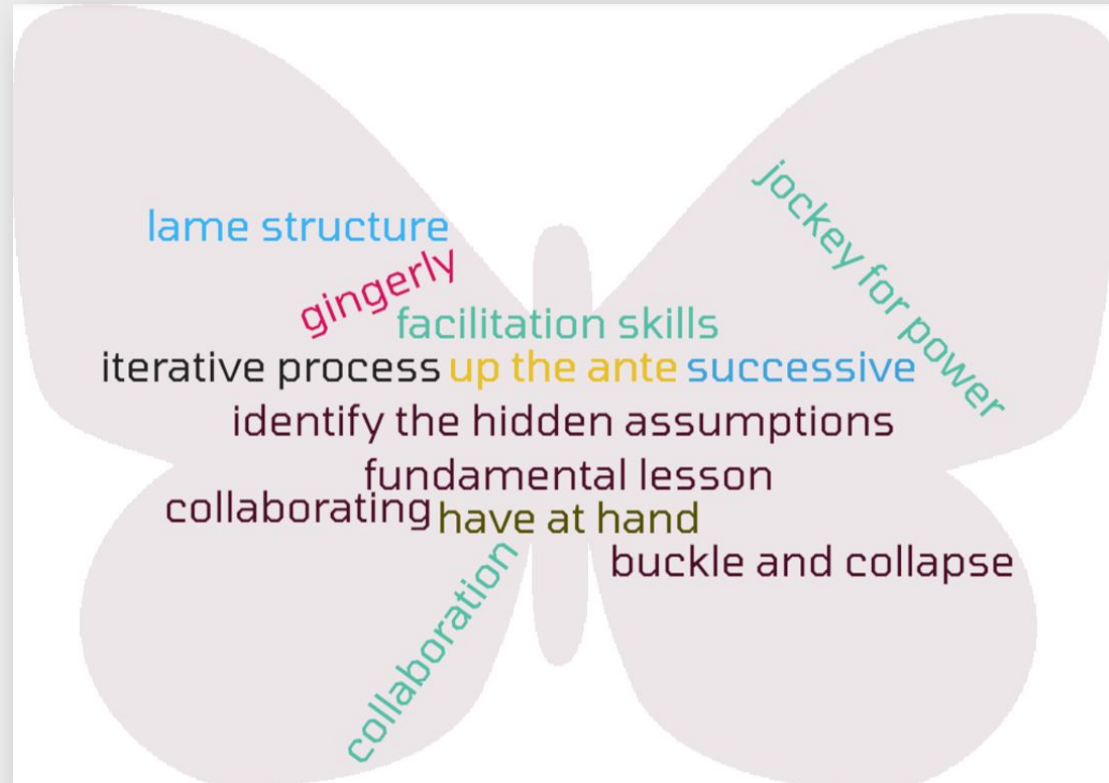 lame structure
jockey for power
gingerly
facilitation skills
iterative process
up the ante
successive
identify the hidden assumptions
fundamental lesson
collaborating
have at hand
buckle and collapse
collaboration